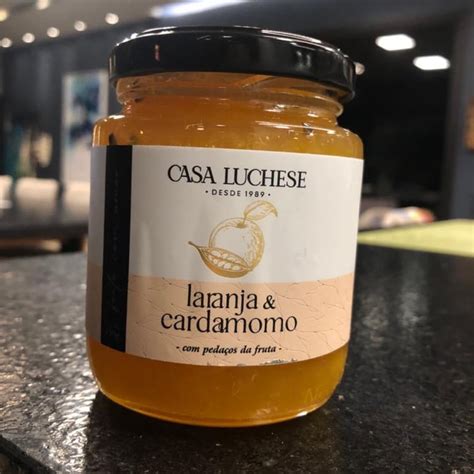 CASA LUCHESE
• DESDE 1989 •
laranja &
cardamomo
- com pedaços da fruta -